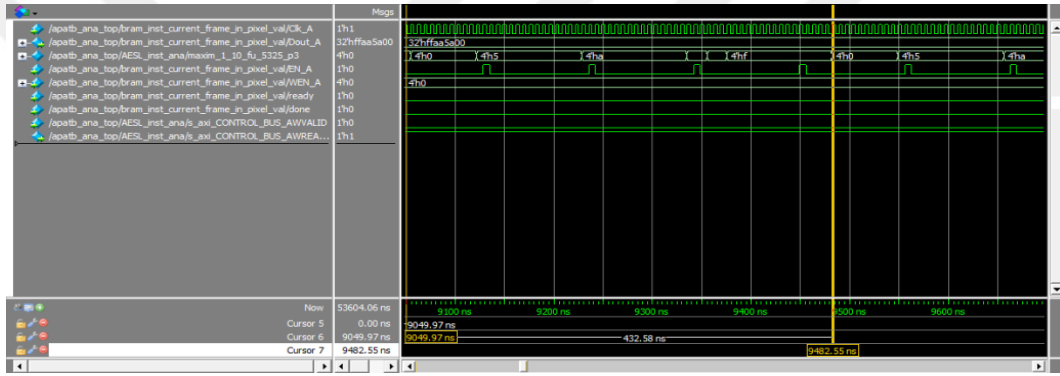 Msgs
/apatb_ana_top/bram_inst_current_frame_in_pixel_val/Clk_A 1'h1
/apatb_ana_top/bram_inst_current_frame_in_pixel_val/Dout_A 32'hffaa5a00 32'hffaa5a00
/apatb_ana_top/AESL_inst_ana/maxim_1_10_fu_5325_p3 4'h0 4'h0 4'h5 4'ha 4'hf 4'h0 4'h5 4'ha
/apatb_ana_top/bram_inst_current_frame_in_pixel_val/EN_A 1'h0
/apatb_ana_top/bram_inst_current_frame_in_pixel_val/WEN_A 4'h0 4'h0
/apatb_ana_top/bram_inst_current_frame_in_pixel_val/ready 1'h0
/apatb_ana_top/bram_inst_current_frame_in_pixel_val/done 1'h0
/apatb_ana_top/AESL_inst_ana/s_axi_CONTROL_BUS_AWVALID 1'h0
/apatb_ana_top/AESL_inst_ana/s_axi_CONTROL_BUS_AWREA... 1'h1
Now 53604.06 ns 9100 ns 9200 ns 9300 ns 9400 ns 9500 ns 9600 ns
Cursor 5 0.00 ns 9049.97 ns
Cursor 6 9049.97 ns 9049.97 ns 432.58 ns
Cursor 7 9482.55 ns 9482.55 ns